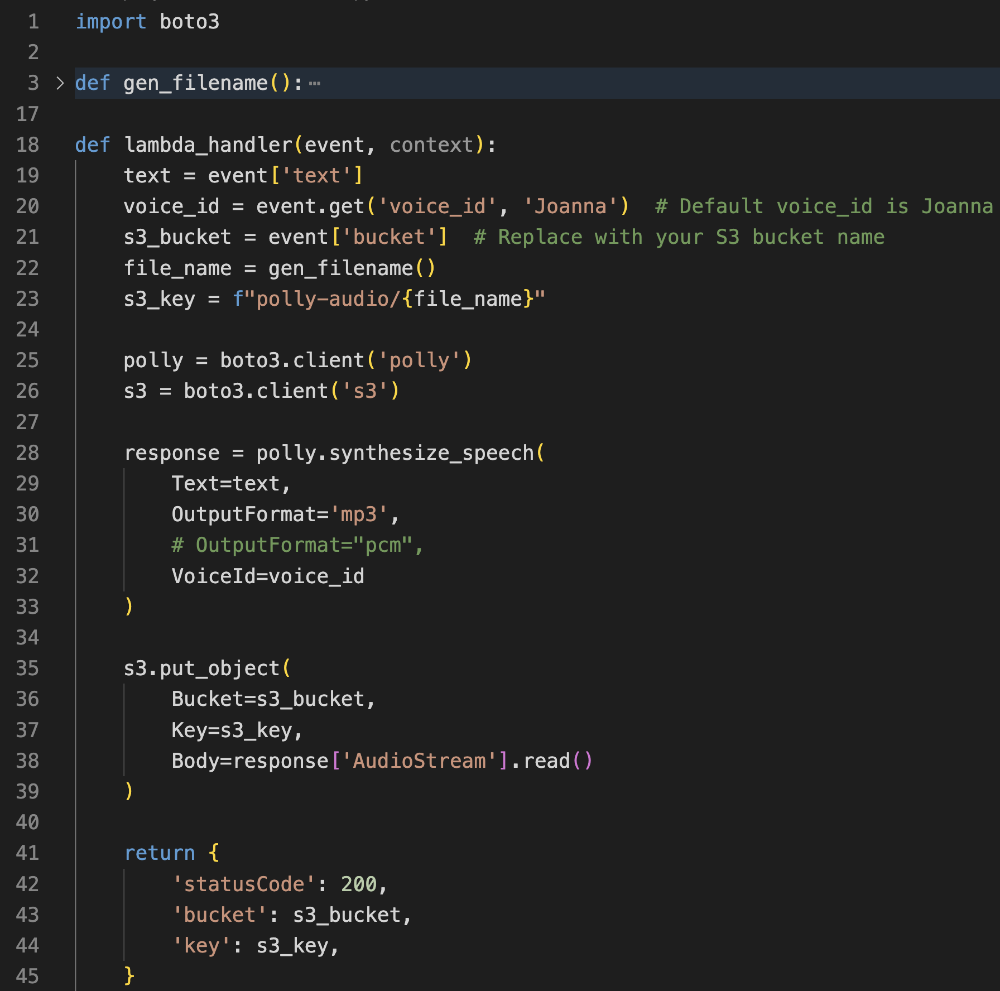 1 import boto3
2
3 > def gen_filename(): ⋯
17
18 def lambda_handler(event, context):
19     text = event['text']
20     voice_id = event.get('voice_id', 'Joanna')  # Default voice_id is Joanna
21     s3_bucket = event['bucket']  # Replace with your S3 bucket name
22     file_name = gen_filename()
23     s3_key = f"polly-audio/{file_name}"
24
25     polly = boto3.client('polly')
26     s3 = boto3.client('s3')
27
28     response = polly.synthesize_speech(
29         Text=text,
30         OutputFormat='mp3',
31         # OutputFormat="pcm",
32         VoiceId=voice_id
33     )
34
35     s3.put_object(
36         Bucket=s3_bucket,
37         Key=s3_key,
38         Body=response['AudioStream'].read()
39     )
40
41     return {
42         'statusCode': 200,
43         'bucket': s3_bucket,
44         'key': s3_key,
45     }